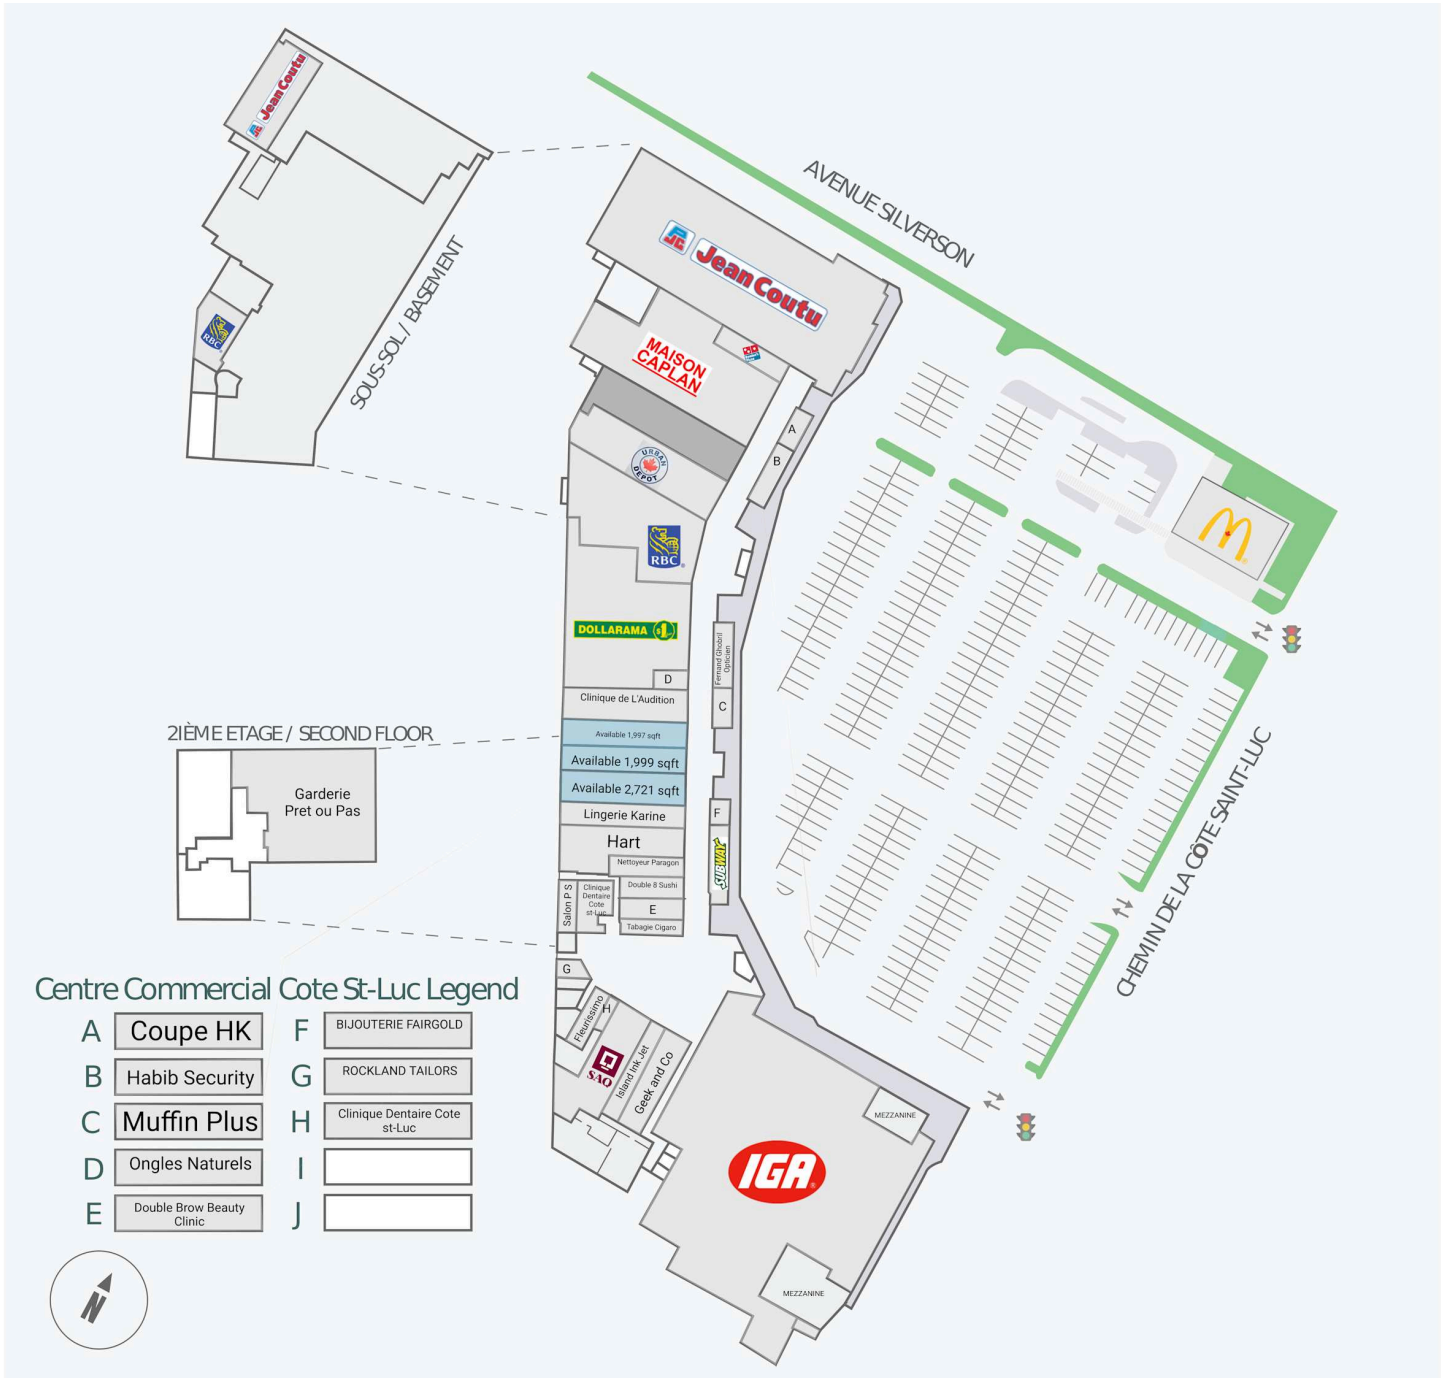 Jean Coutu
AVENUE SILVERSON
Jean Coutu
SOUS-SOL / BASEMENT
RBC
MAISON
CAPLAN
A
B
URBAN
DEPOT
RBC
DOLLARAMA $1
Fernand Ghobril
Opticien
D
Clinique de L'Audition
C
2IÈME ETAGE / SECOND FLOOR
Available 1,997 sqft
Available 1,999 sqft
Available 2,721 sqft
Garderie
Pret ou Pas
Lingerie Karine
F
Hart
SUBWAY
Nettoyeur Paragon
Salon P S
Clinique
Dentaire
Cote
st-Luc
Double 8 Sushi
E
Tabagie Cigaro
CHEMIN DE LA CÔTE SAINT-LUC
G
Fleurissimo
H
SAQ
Island Ink Jet
Geek and Co
MEZZANINE
IGA
MEZZANINE
Centre Commercial Cote St-Luc Legend
A Coupe HK
B Habib Security
C Muffin Plus
D Ongles Naturels
E Double Brow Beauty
Clinic
F BIJOUTERIE FAIRGOLD
G ROCKLAND TAILORS
H Clinique Dentaire Cote
st-Luc
I
J
N